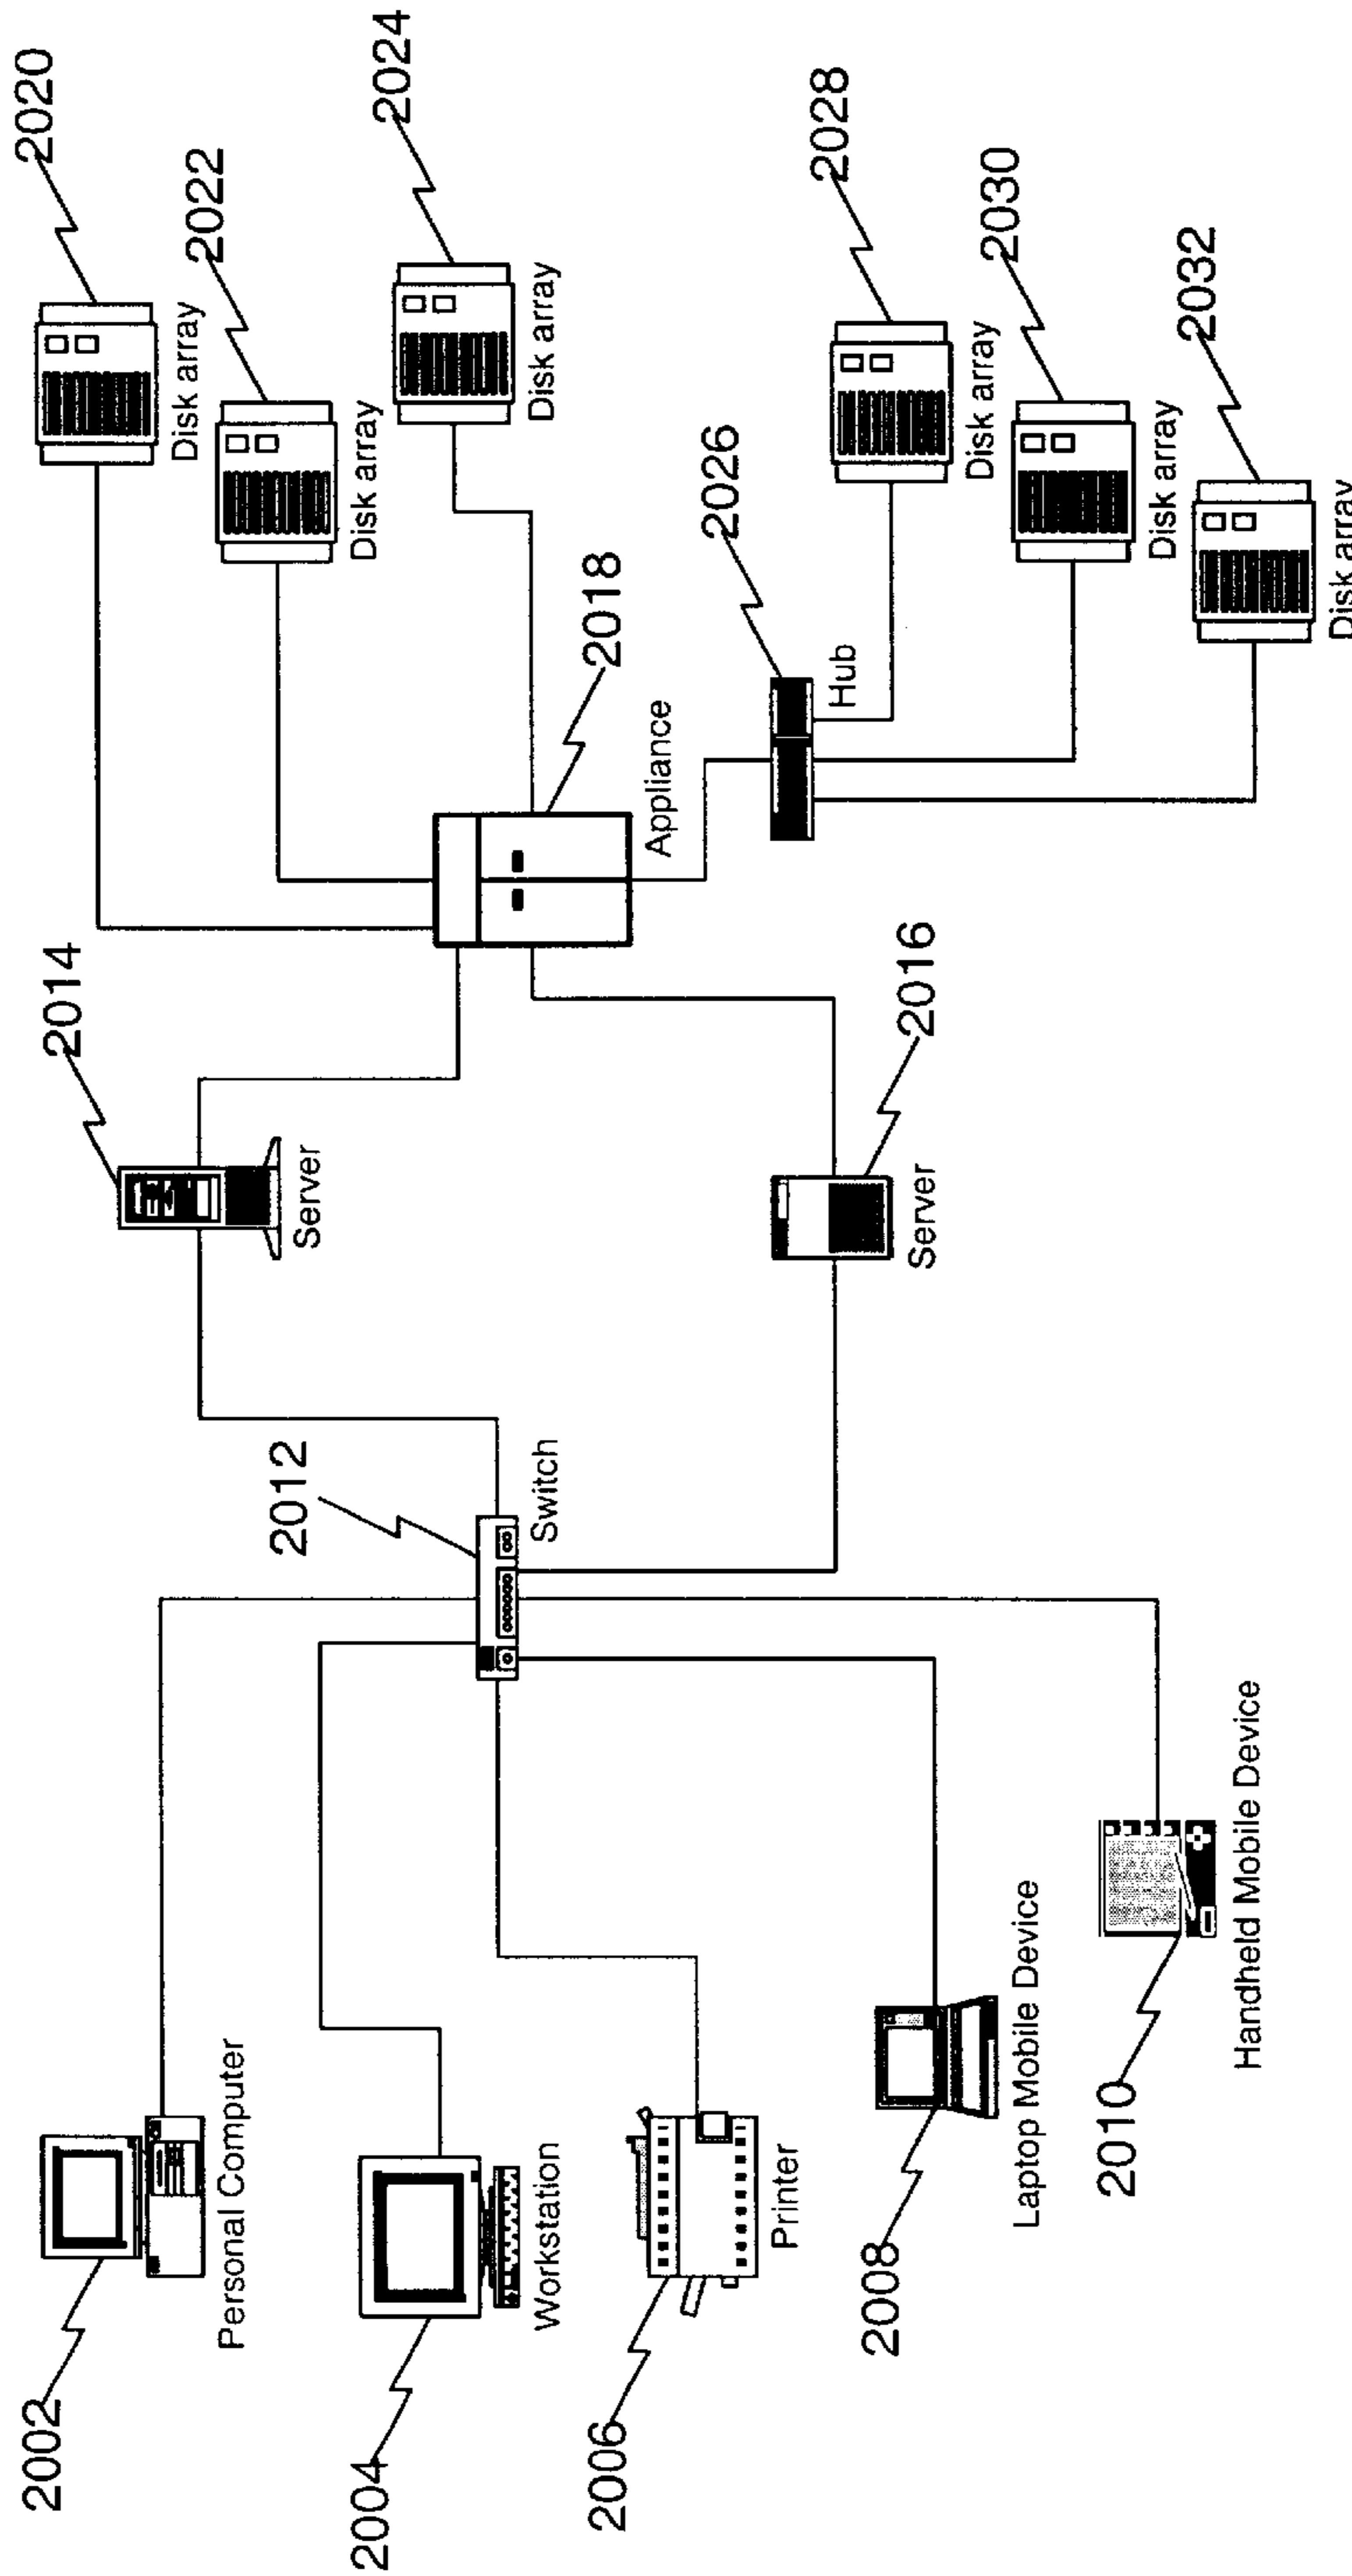 2002
Personal Computer
2004
Workstation
2006
Printer
2008
Laptop Mobile Device
2010
Handheld Mobile Device
2012
Switch
2014
Server
2016
Server
2018
Appliance
2020
Disk array
2022
Disk array
2024
Disk array
2026
Hub
2028
Disk array
2030
Disk array
2032
Disk array